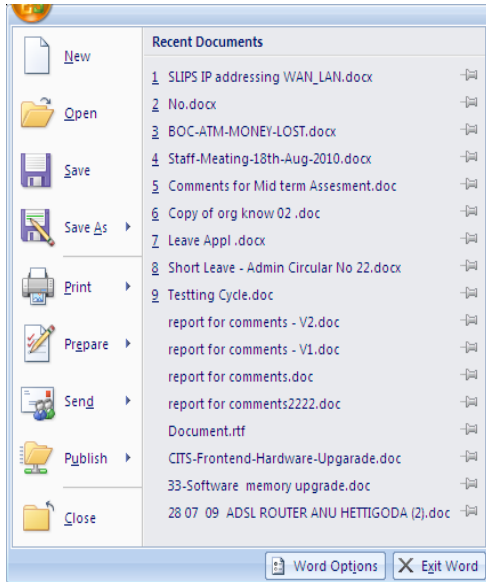 New
Open
Save
Save As
Print
Prepare
Send
Publish
Close
Recent Documents
1 SLIPS IP addressing WAN_LAN.docx
2 No.docx
3 BOC-ATM-MONEY-LOST.docx
4 Staff-Meating-18th-Aug-2010.docx
5 Comments for Mid term Assesment.doc
6 Copy of org know 02 .doc
7 Leave Appl .docx
8 Short Leave - Admin Circular No 22.docx
9 Testting Cycle.doc
report for comments - V2.doc
report for comments - V1.doc
report for comments.doc
report for comments2222.doc
Document.rtf
CITS-Frontend-Hardware-Upgarade.doc
33-Software memory upgrade.doc
28 07 09 ADSL ROUTER ANU HETTIGODA (2).doc
Word Options
Exit Word